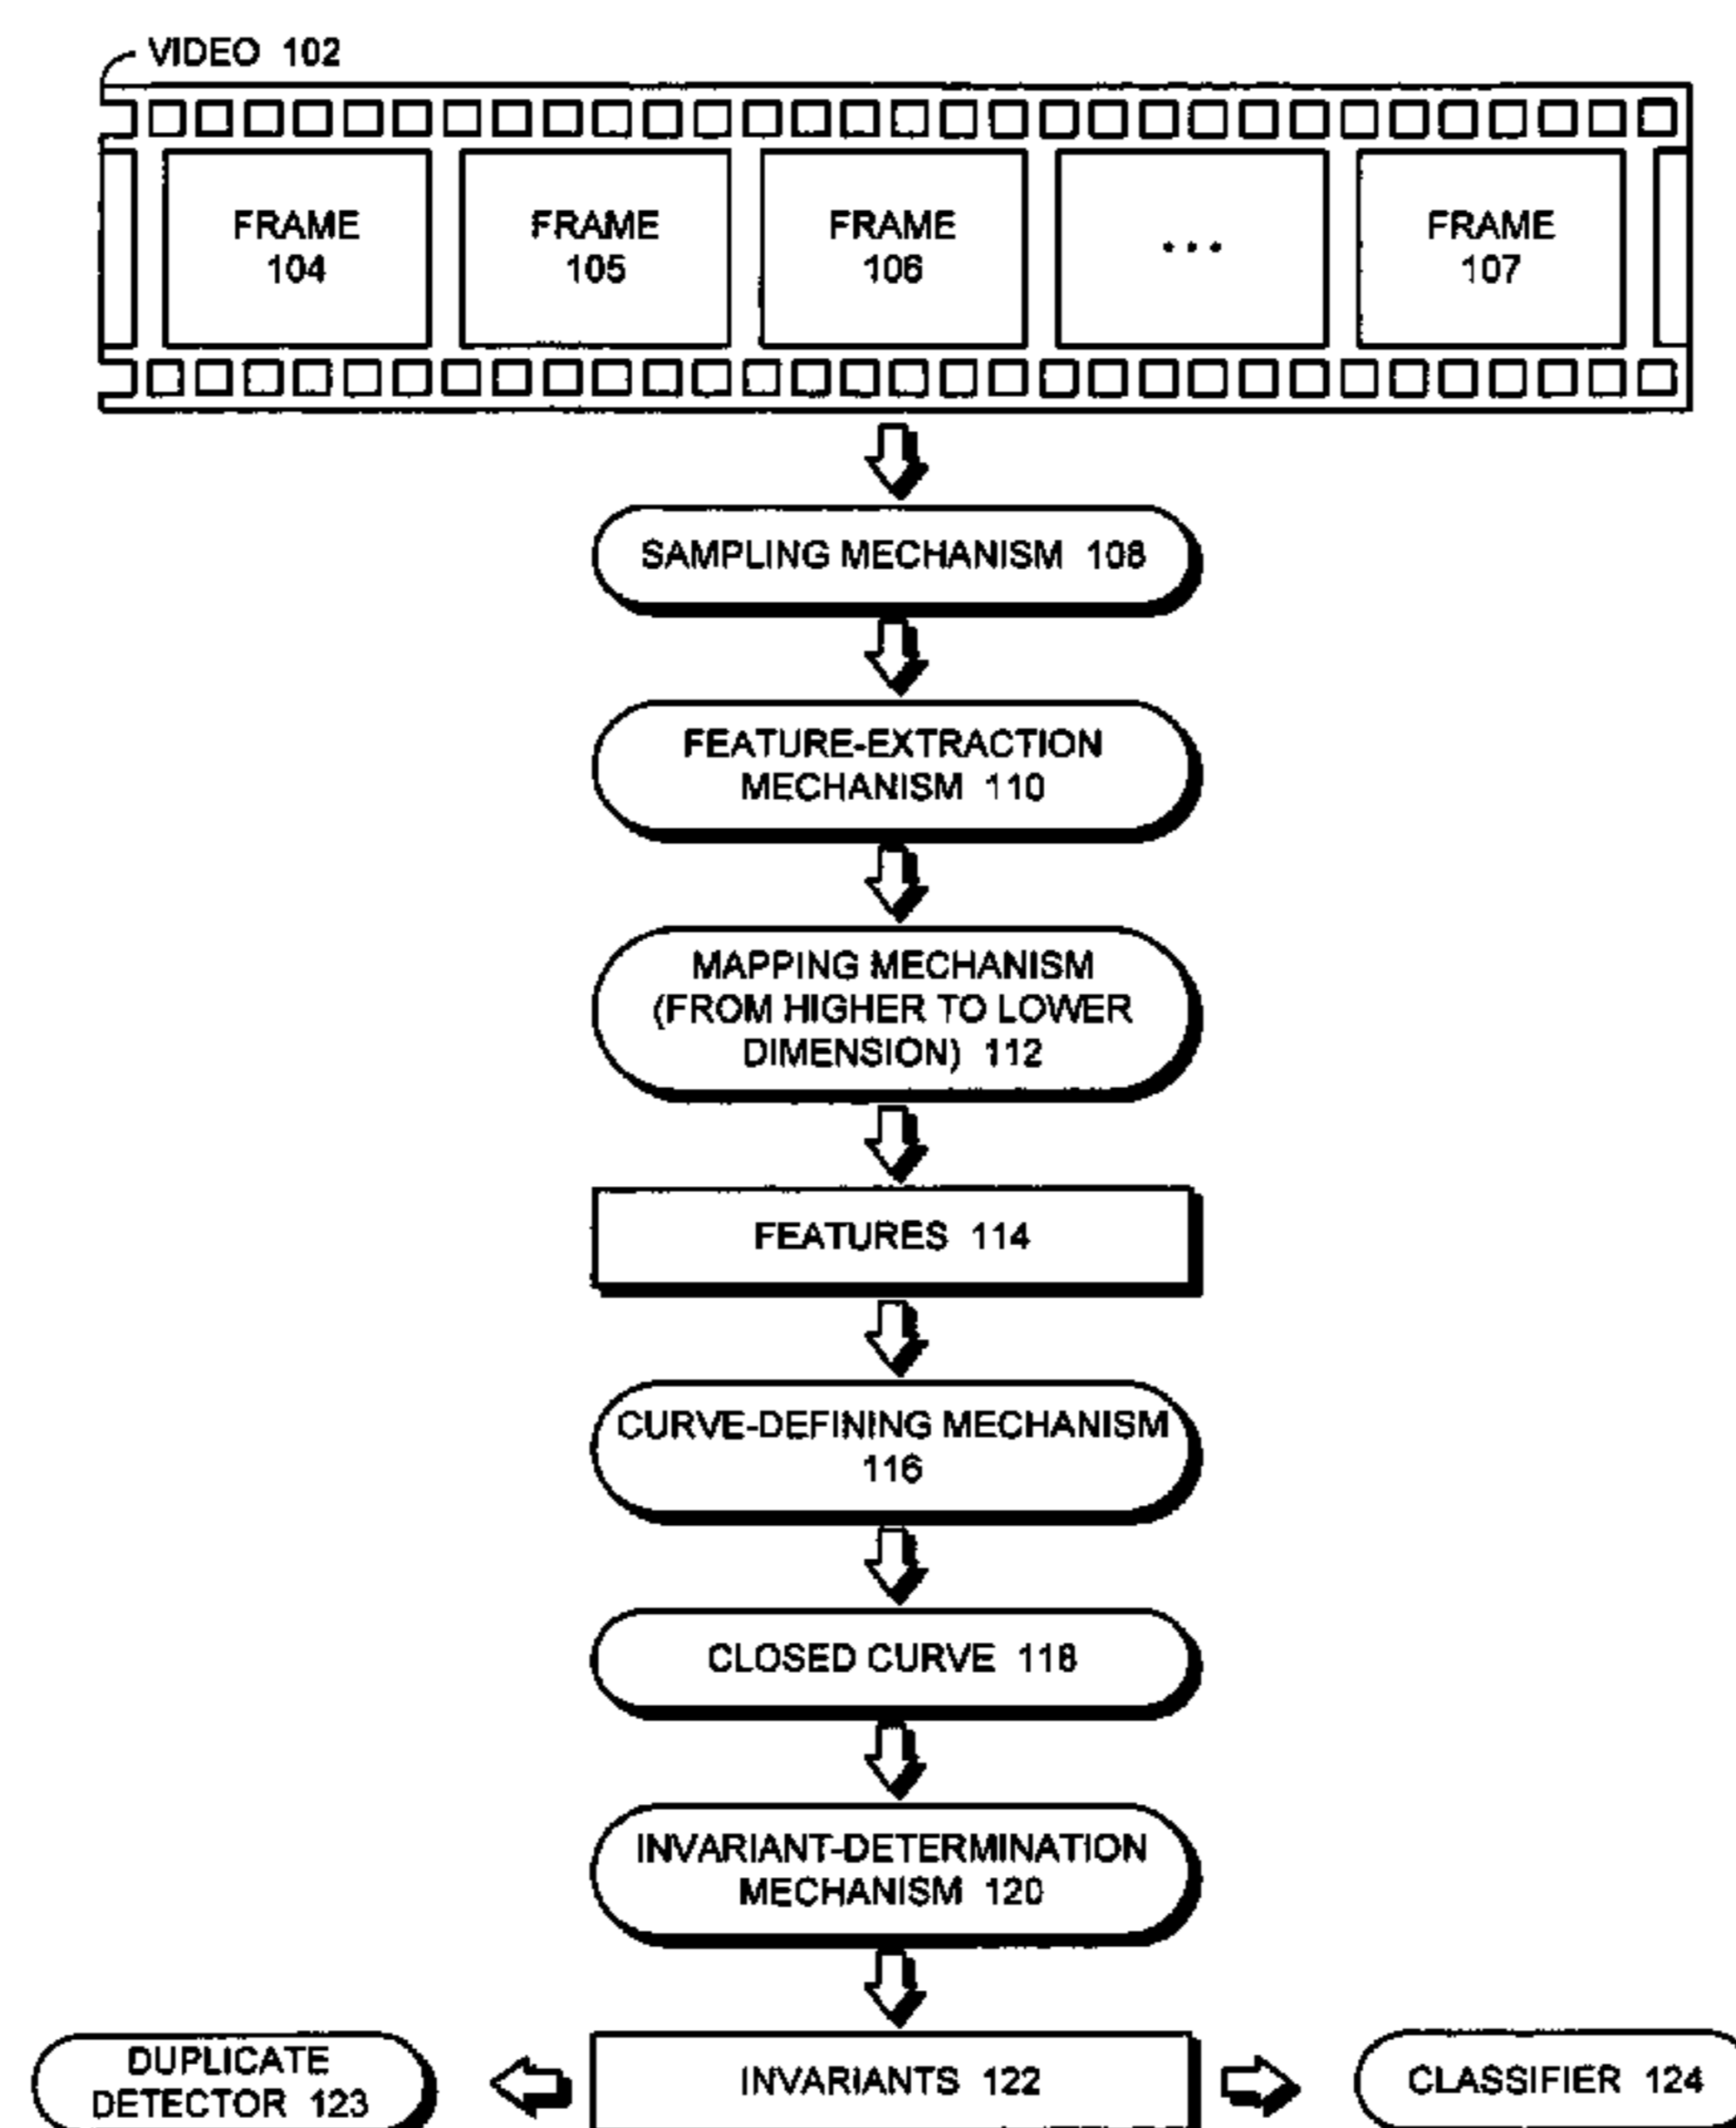 VIDEO 102
FRAME
104
FRAME
105
FRAME
106
...
FRAME
107
SAMPLING MECHANISM 108
FEATURE-EXTRACTION
MECHANISM 110
MAPPING MECHANISM
(FROM HIGHER TO LOWER
DIMENSION) 112
FEATURES 114
CURVE-DEFINING MECHANISM
116
CLOSED CURVE 118
INVARIANT-DETERMINATION
MECHANISM 120
DUPLICATE
DETECTOR 123
INVARIANTS 122
CLASSIFIER 124